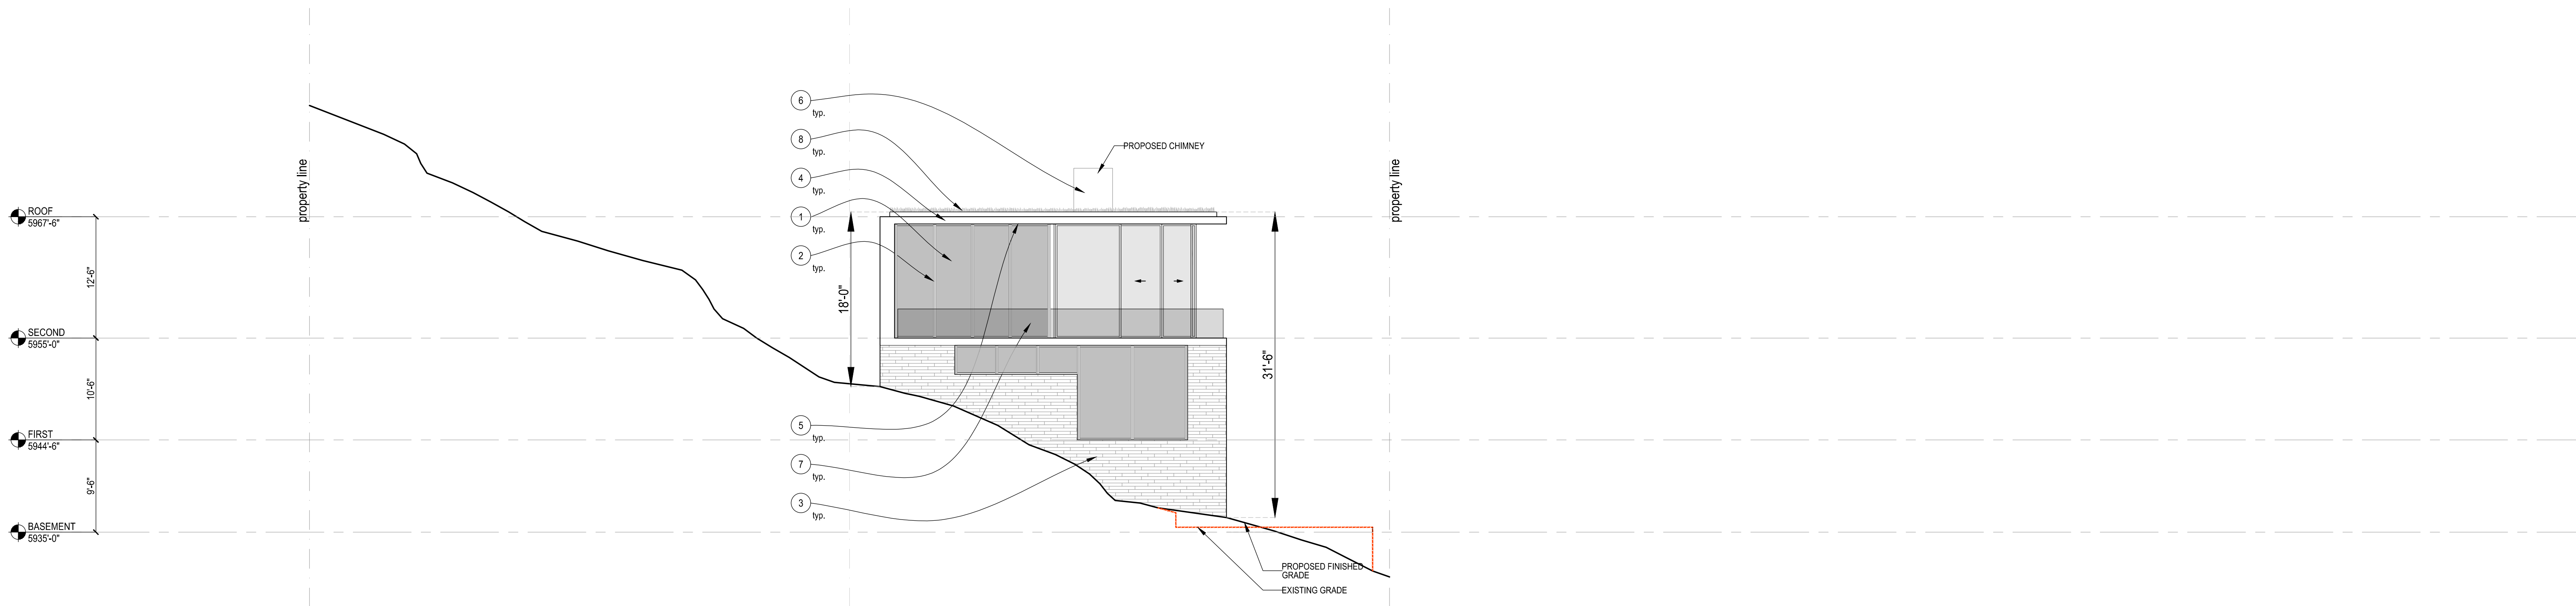 6
typ.
PROPOSED CHIMNEY
8
typ.
property line
property line
4
typ.
ROOF
5967'-6"
1
typ.
2
typ.
12'-6"
18'-0"
SECOND
5955'-0"
31'-6"
10'-6"
5
typ.
FIRST
5944'-6"
7
typ.
9'-6"
3
typ.
BASEMENT
5935'-0"
PROPOSED FINISHED
GRADE
EXISTING GRADE